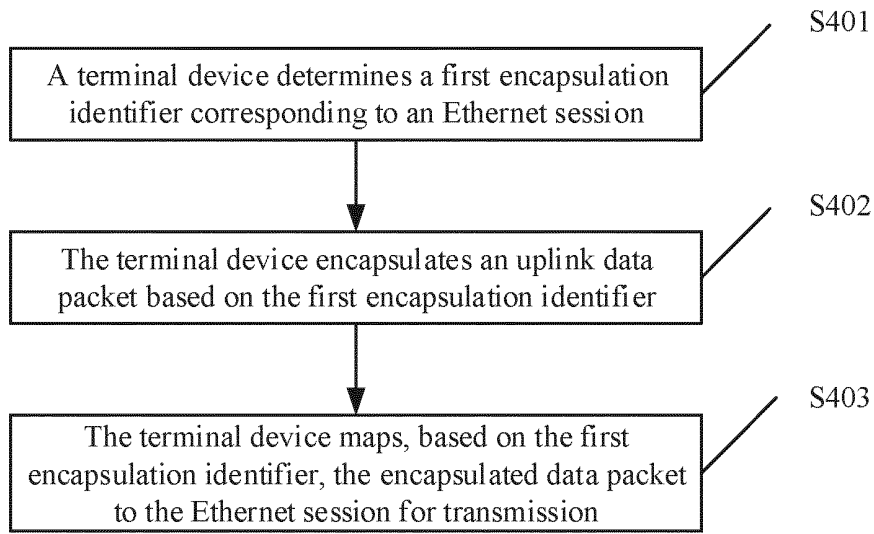 S401
A terminal device determines a first encapsulation
identifier corresponding to an Ethernet session
S402
The terminal device encapsulates an uplink data
packet based on the first encapsulation identifier
S403
The terminal device maps, based on the first
encapsulation identifier, the encapsulated data packet
to the Ethernet session for transmission